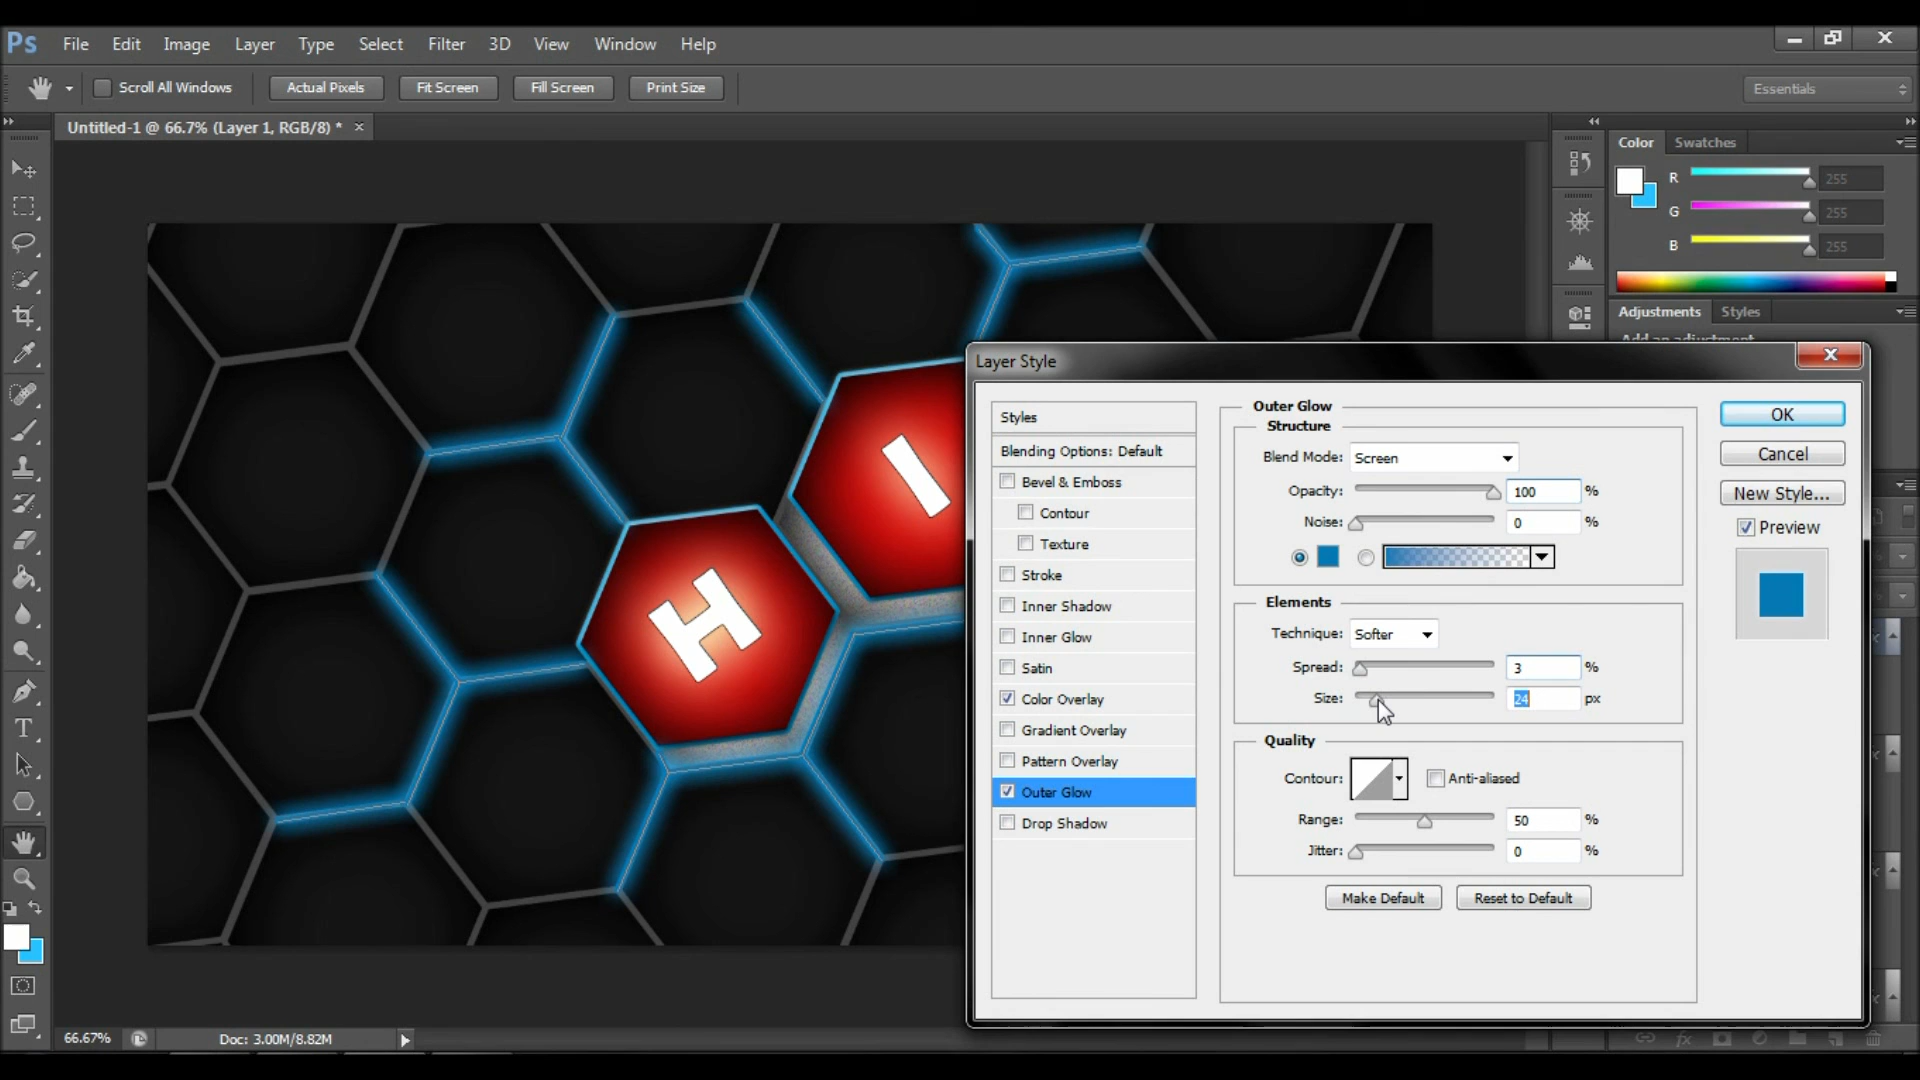 Ps File Edit Image Layer Type Select Filter 3D View Window Help
Scroll All Windows Actual Pixels Fit Screen Fill Screen Print Size Essentials
Untitled-1 @ 66.7% (Layer 1, RGB/8) *
Color Swatches
R 255
G 255
B 255
Adjustments Styles
Add an adjustment
I
H
Layer Style
Styles
Blending Options: Default
Bevel & Emboss
Contour
Texture
Stroke
Inner Shadow
Inner Glow
Satin
Color Overlay
Gradient Overlay
Pattern Overlay
Outer Glow
Drop Shadow
Outer Glow
Structure
Blend Mode: Screen
Opacity: 100 %
Noise: 0 %
Elements
Technique: Softer
Spread: 3 %
Size: 24 px
Quality
Contour: Anti-aliased
Range: 50 %
Jitter: 0 %
Make Default Reset to Default
OK
Cancel
New Style...
Preview
T
66.67% Doc: 3.00M/8.82M
fx